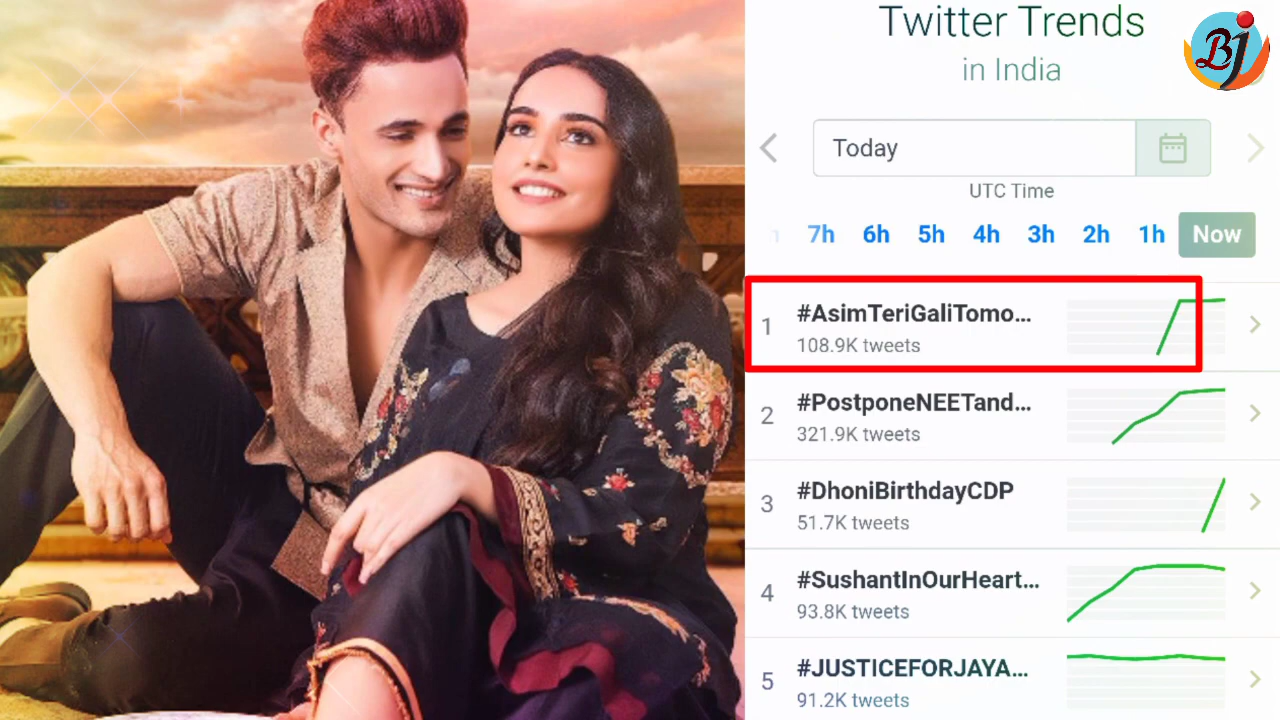 Twitter Trends
in India
BJ
Today
UTC Time
7h 6h 5h 4h 3h 2h 1h Now
1 #AsimTeriGaliTomo...
108.9K tweets
2 #PostponeNEETand...
321.9K tweets
3 #DhoniBirthdayCDP
51.7K tweets
4 #SushantInOurHeart...
93.8K tweets
5 #JUSTICEFORJAYA...
91.2K tweets